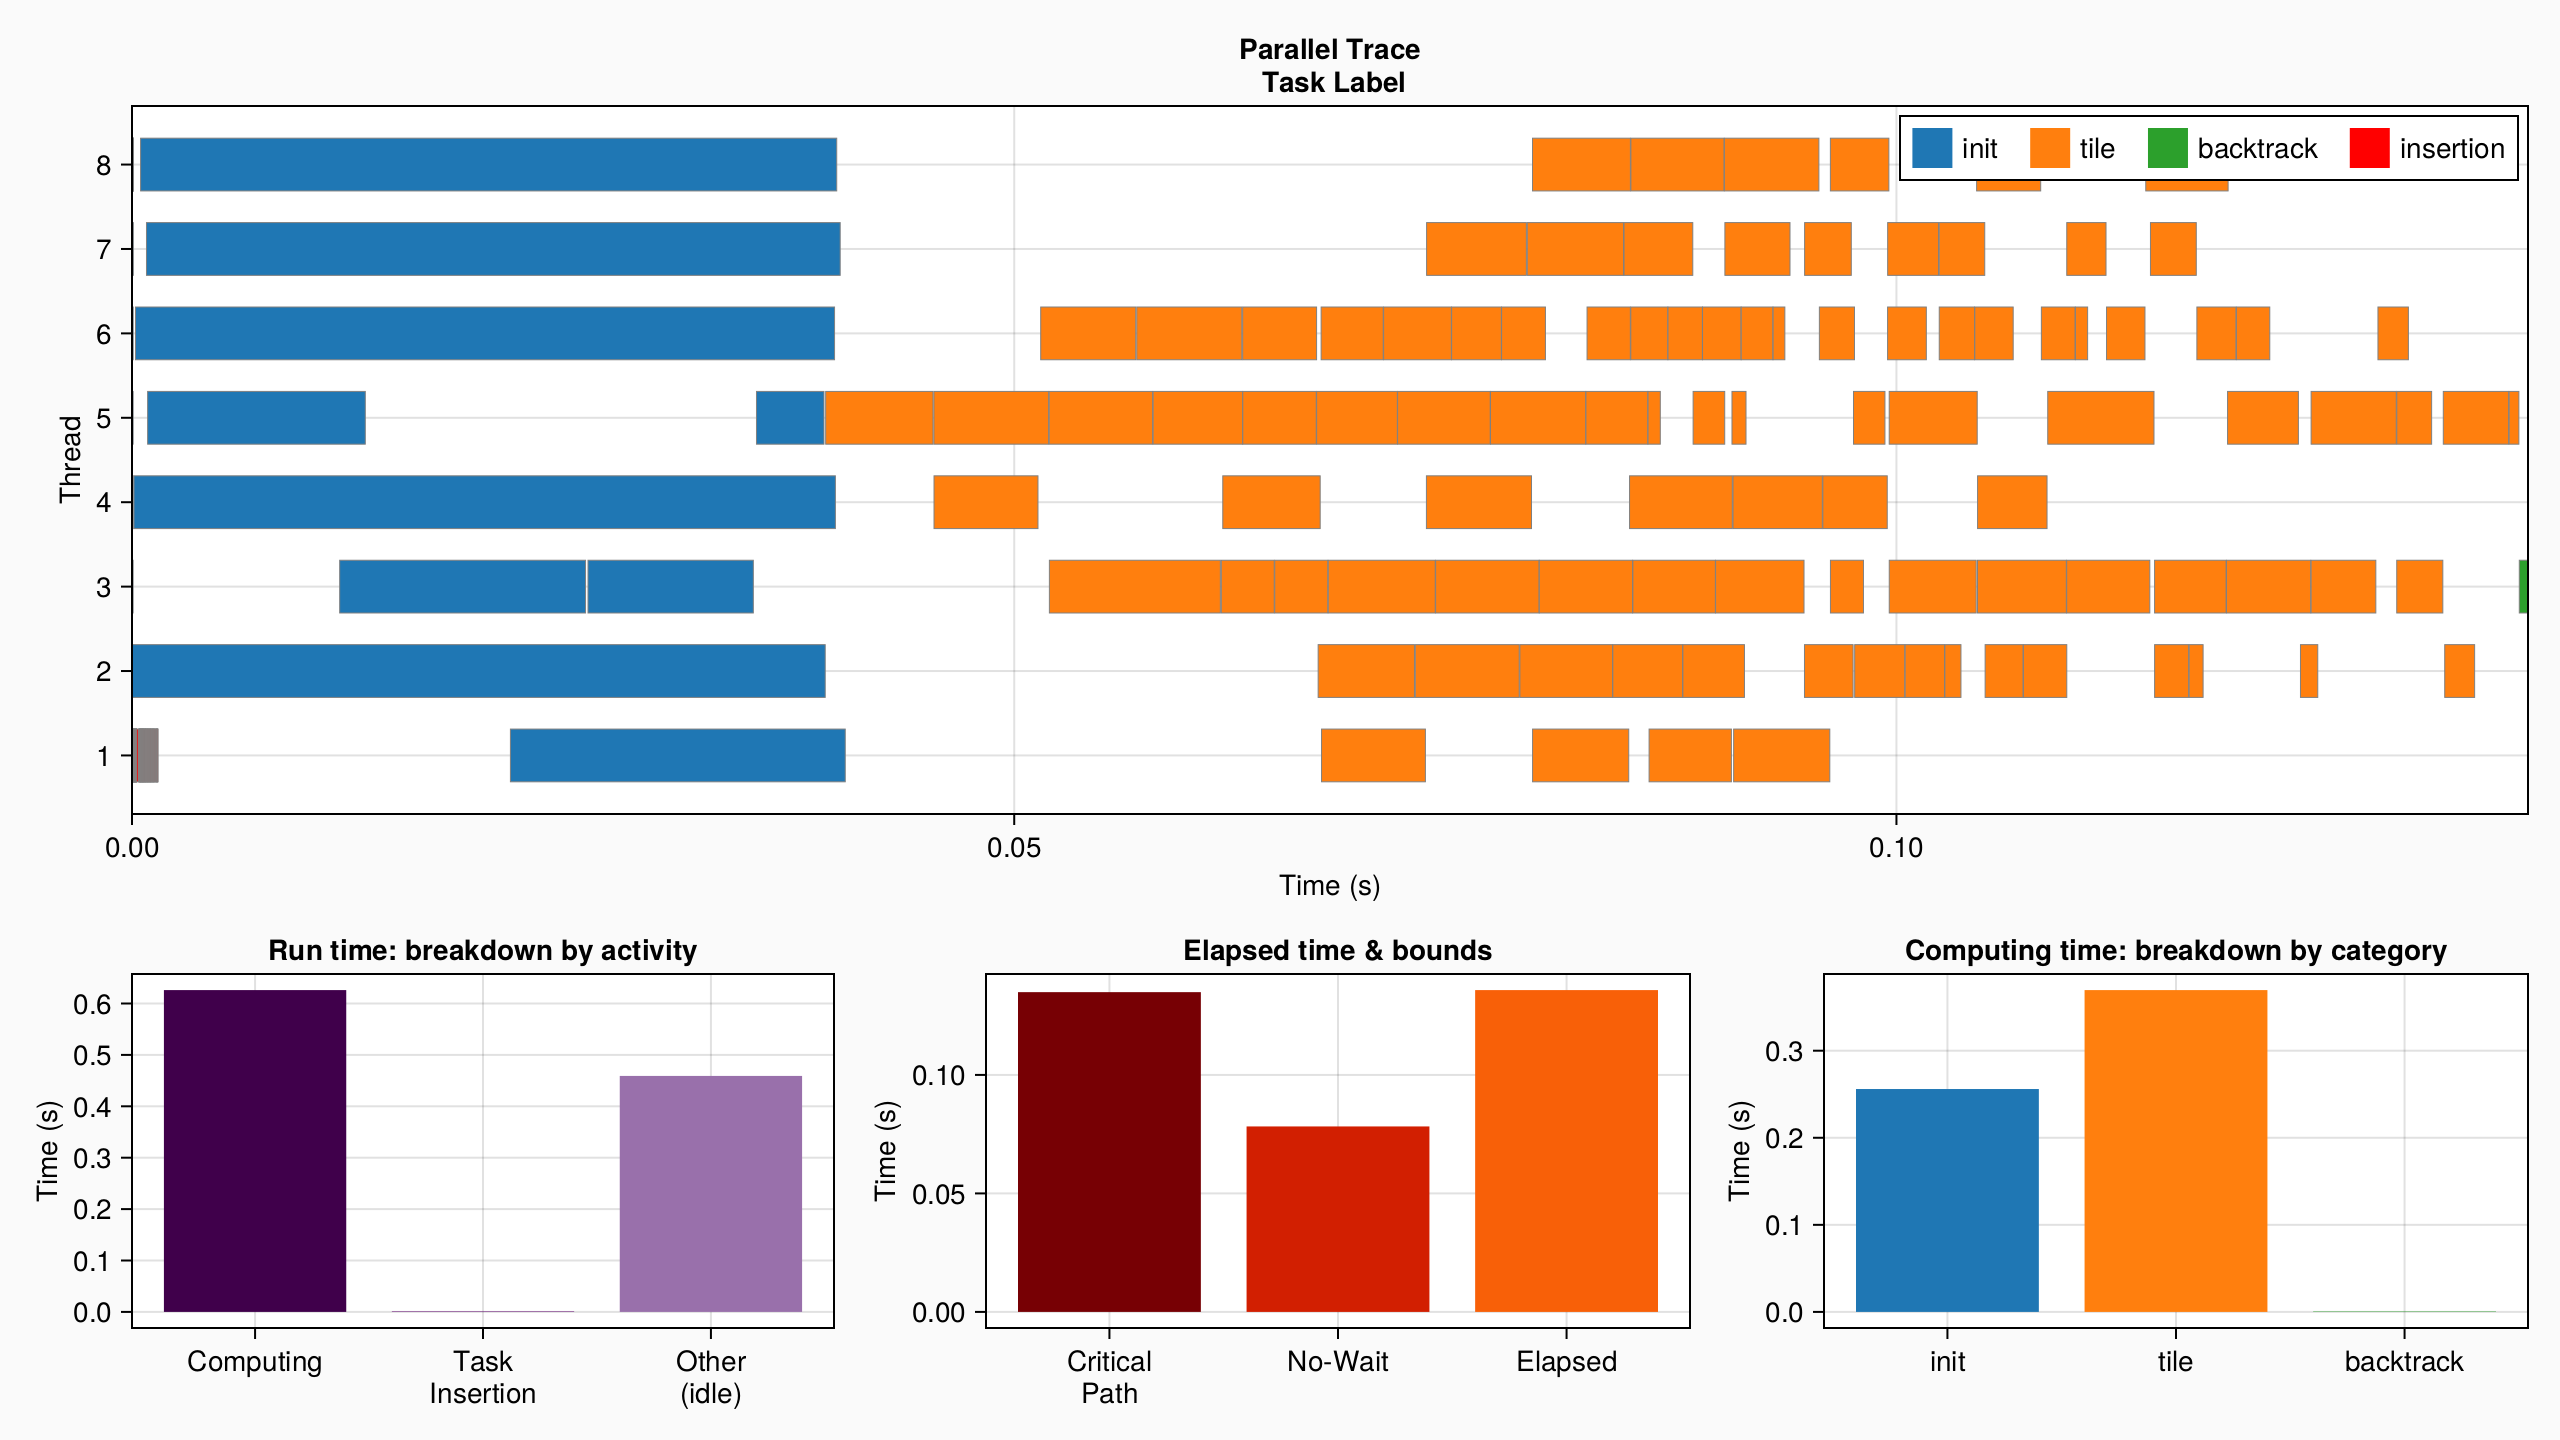 Parallel Trace
Task Label
init tile backtrack insertion
8
7
6
5
4
3
2
1
Thread
0.00 0.05 0.10
Time (s)
Run time: breakdown by activity
0.6
0.5
0.4
0.3
0.2
0.1
0.0
Time (s)
Computing Task Other
Insertion (idle)
Elapsed time & bounds
0.10
0.05
0.00
Time (s)
Critical No-Wait Elapsed
Path
Computing time: breakdown by category
0.3
0.2
0.1
0.0
Time (s)
init tile backtrack